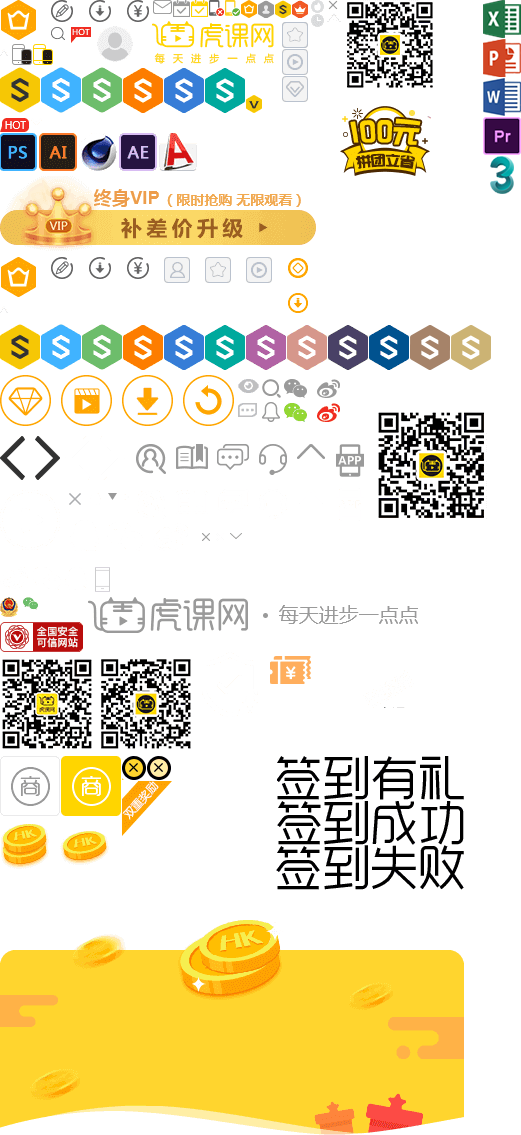 HOT
虎课网
每天进步一点点
S S S S S S V
HOT
PS AI AE A
100元
拼团立省
X
P
W
Pr
3
终身VIP（限时抢购 无限观看）
VIP 补差价升级
S S S S S S S S S S S S
APP
虎课网 • 每天进步一点点
全国安全
可信网站
虎课网
商 商
双重奖励
签到有礼
签到成功
签到失败
HK HK
HK